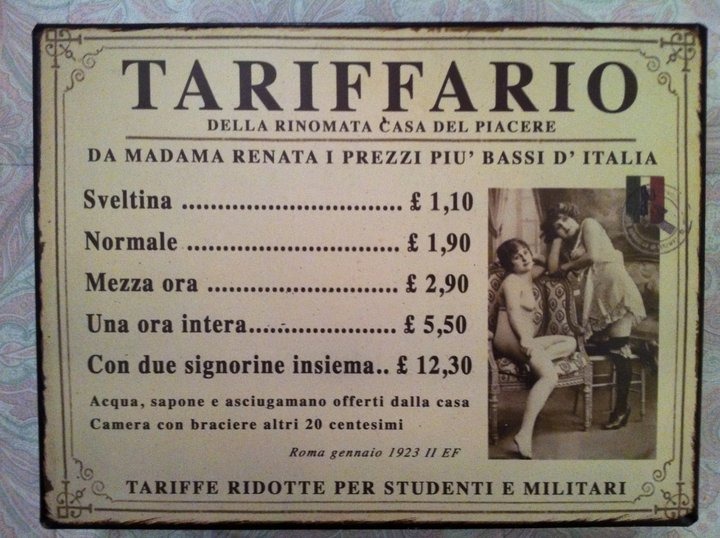 TARIFFARIO
DELLA RINOMATA CASA DEL PIACERE
DA MADAMA RENATA I PREZZI PIU' BASSI D' ITALIA
Sveltina ................................. £ 1,10
Normale ................................ £ 1,90
Mezza ora ............................. £ 2,90
Una ora intera...................... £ 5,50
Con due signorine insieme.. £ 12,30
Acqua, sapone e asciugamano offerti dalla casa
Camera con braciere altri 20 centesimi
Roma gennaio 1923 II EF
TARIFFE RIDOTTE PER STUDENTI E MILITARI